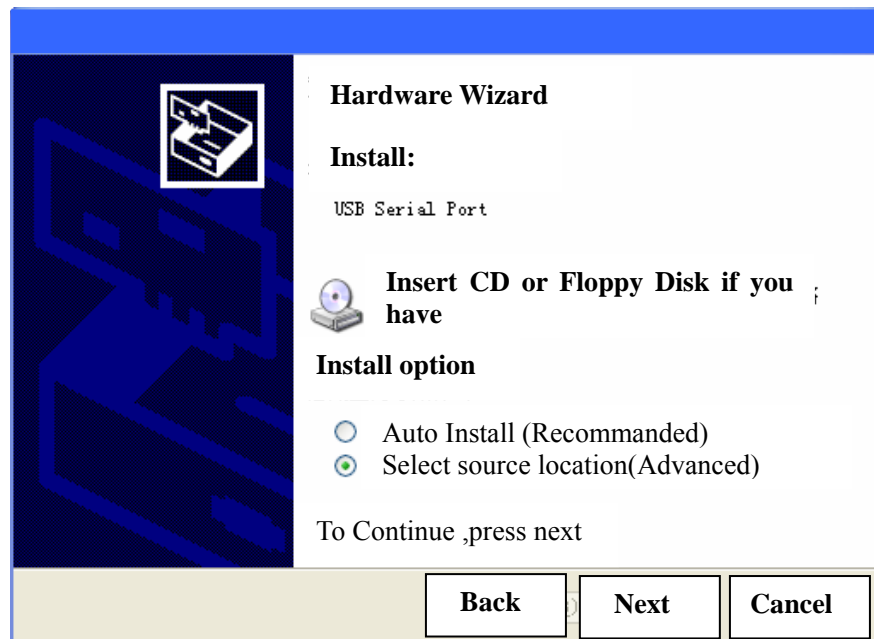 Hardware Wizard
Install:
USB Serial Port
Insert CD or Floppy Disk if you
have
Install option
Auto Install (Recommanded)
Select source location(Advanced)
To Continue ,press next
Back Next Cancel